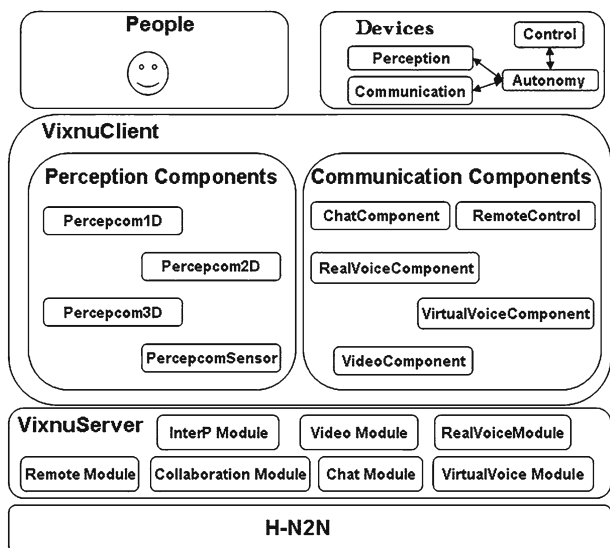 People
Devices
Control
Perception
Autonomy
Communication
VixnuClient
Perception Components
Percepcom1D
Percepcom2D
Percepcom3D
PercepcomSensor
Communication Components
ChatComponent
RemoteControl
RealVoiceComponent
VirtualVoiceComponent
VideoComponent
VixnuServer
InterP Module
Video Module
RealVoiceModule
Remote Module
Collaboration Module
Chat Module
VirtualVoice Module
H-N2N